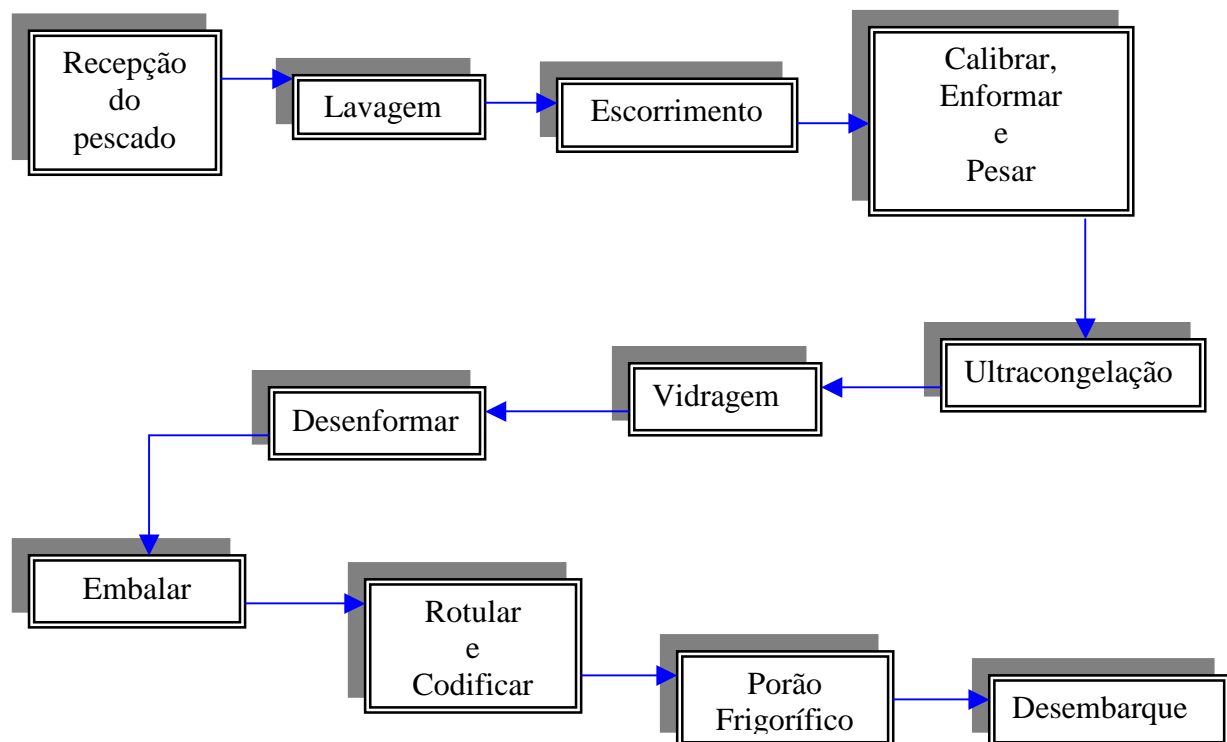 Recepção
do
pescado
Lavagem
Escorrimento
Calibrar,
Enformar
e
Pesar
Ultracongelação
Vidragem
Desenformar
Embalar
Rotular
e
Codificar
Porão
Frigorífico
Desembarque